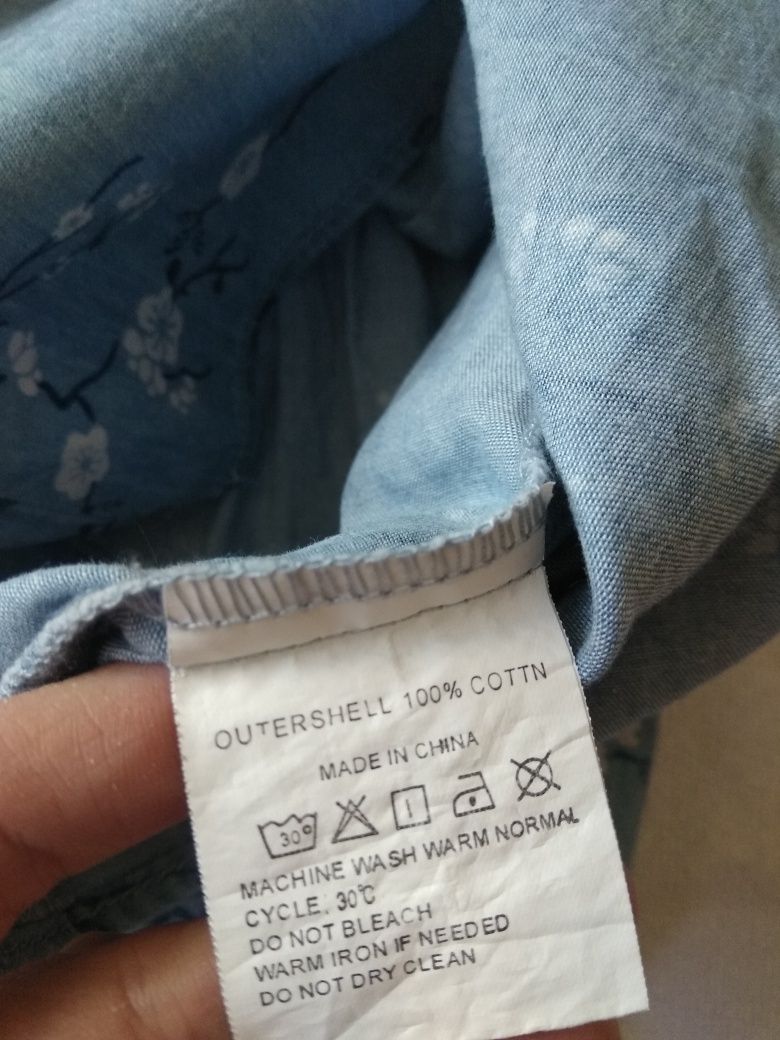 OUTERSHELL 100% COTTN
MADE IN CHINA
30°
MACHINE WASH WARM NORMAL
CYCLE. 30℃
DO NOT BLEACH
WARM IRON IF NEEDED
DO NOT DRY CLEAN